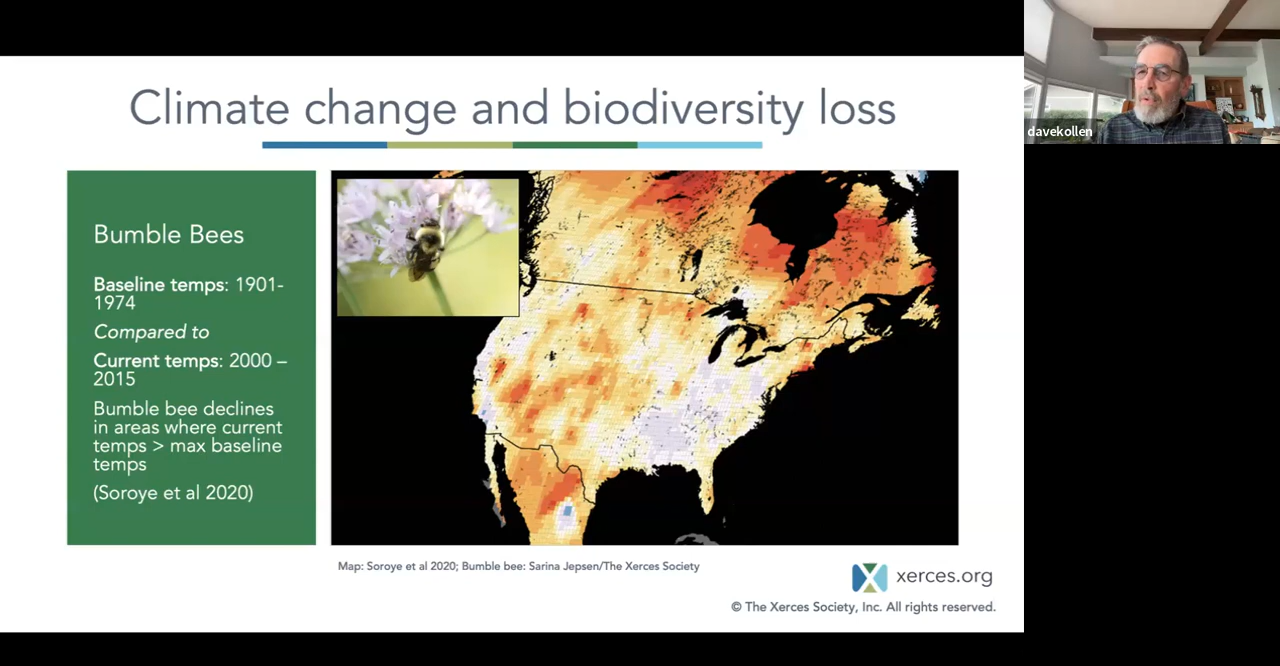 Climate change and biodiversity loss
davekollen
Bumble Bees
Baseline temps: 1901-
1974
Compared to
Current temps: 2000 –
2015
Bumble bee declines
in areas where current
temps > max baseline
temps
(Soroye et al 2020)
Map: Soroye et al 2020; Bumble bee: Sarina Jepsen/The Xerces Society
xerces.org
© The Xerces Society, Inc. All rights reserved.